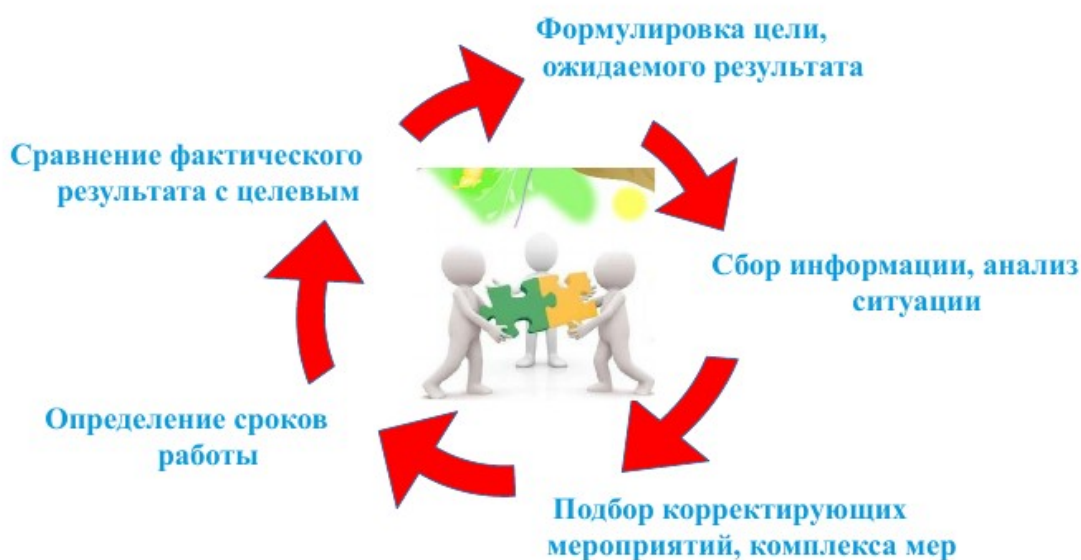 Формулировка цели,
ожидаемого результата
Сбор информации, анализ
ситуации
Подбор корректирующих
мероприятий, комплекса мер
Определение сроков
работы
Сравнение фактического
результата с целевым